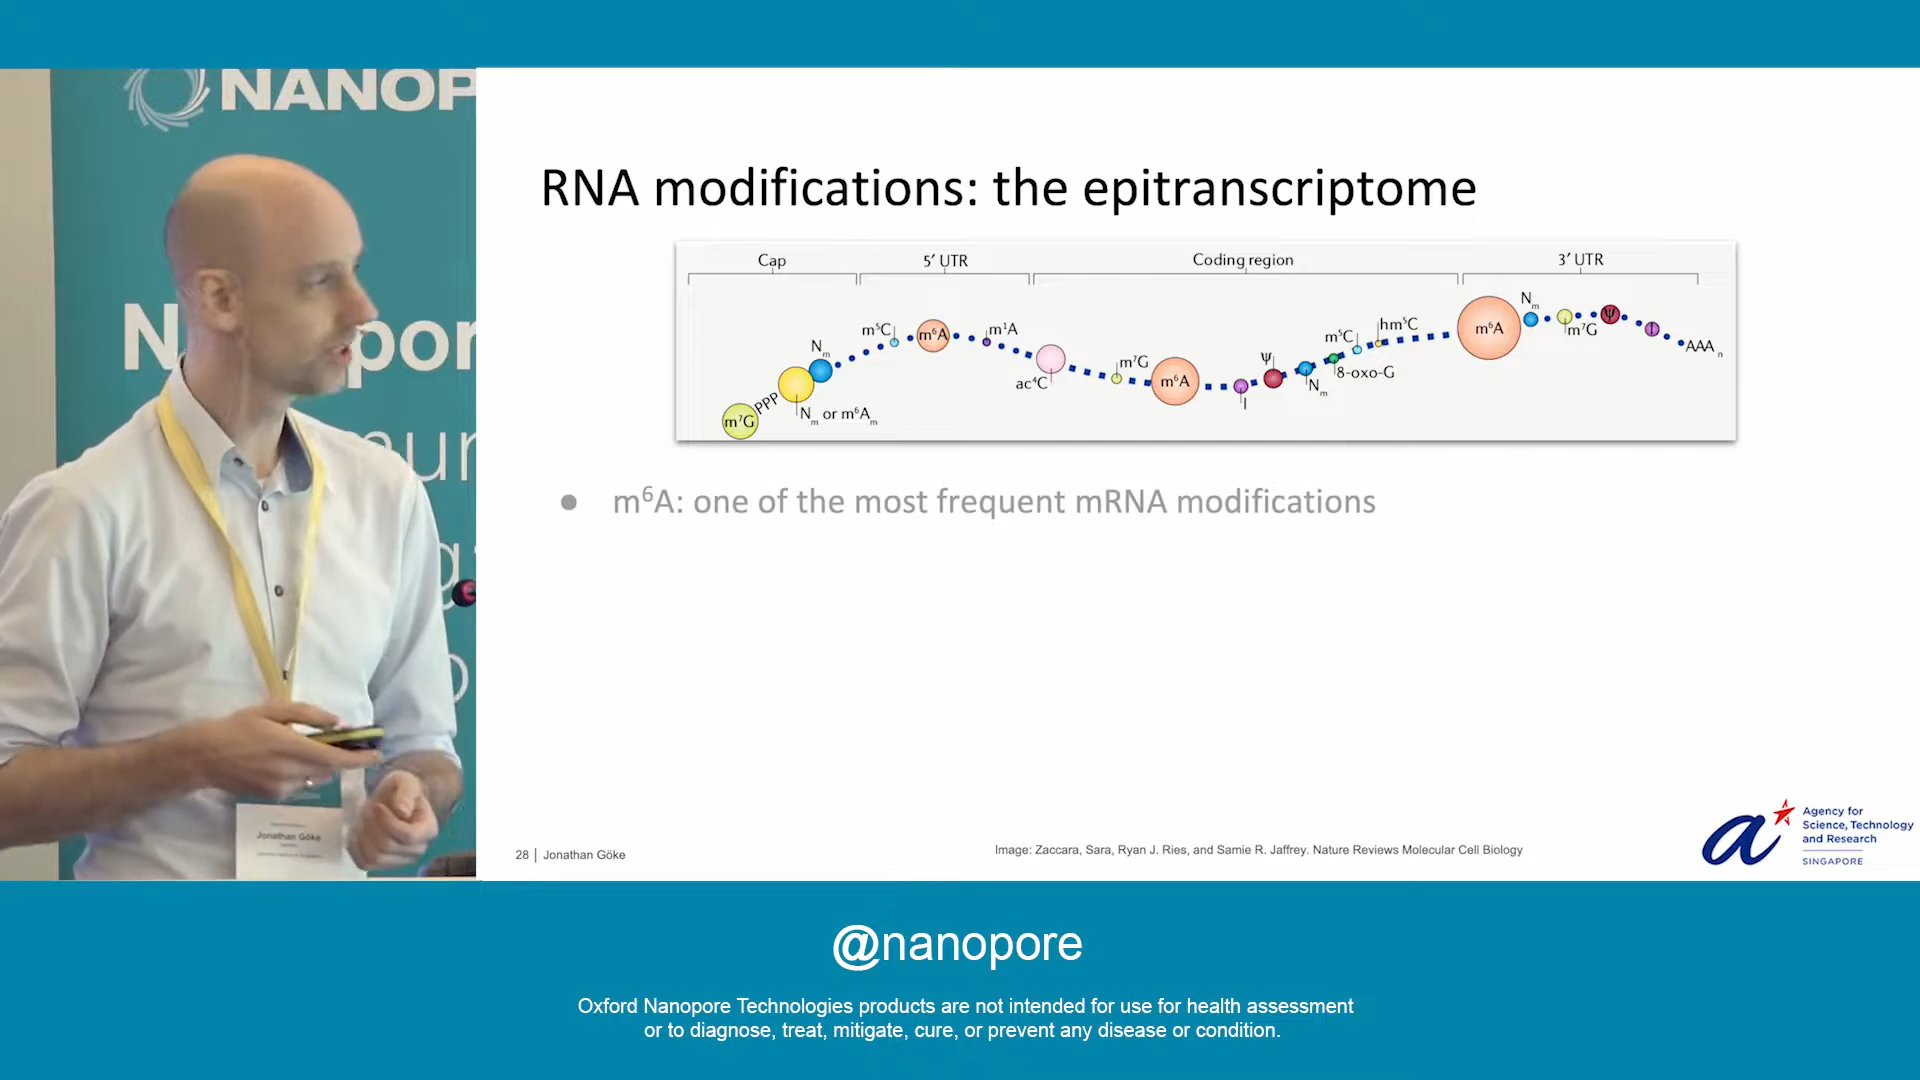 NANOP
N
por
ur
g
Jonathan Göke
RNA modifications: the epitranscriptome
Cap
5′ UTR
Coding region
3′ UTR
m⁷G
PPP
Nm or m⁶Am
Nm
m⁵C
m⁶A
m¹A
ac⁴C
m⁷G
m⁶A
I
Ψ
Nm
8-oxo-G
m⁵C
hm⁵C
m⁶A
Nm
m⁷G
Ψ
I
AAAn
● m⁶A: one of the most frequent mRNA modifications
28 | Jonathan Göke
Image: Zaccara, Sara, Ryan J. Ries, and Samie R. Jaffrey. Nature Reviews Molecular Cell Biology
a
Agency for
Science, Technology
and Research
SINGAPORE
@nanopore
Oxford Nanopore Technologies products are not intended for use for health assessment
or to diagnose, treat, mitigate, cure, or prevent any disease or condition.